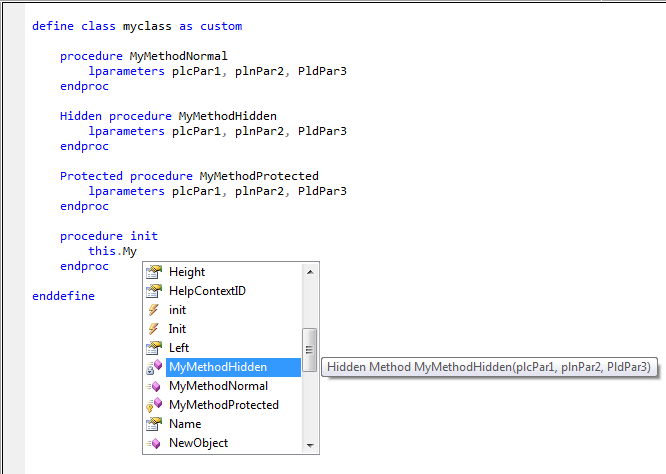 define class myclass as custom
procedure MyMethodNormal
lparameters plcPar1, plnPar2, PldPar3
endproc
Hidden procedure MyMethodHidden
lparameters plcPar1, plnPar2, PldPar3
endproc
Protected procedure MyMethodProtected
lparameters plcPar1, plnPar2, PldPar3
endproc
procedure init
this.My
endproc
enddefine
Height
HelpContextID
init
Init
Left
MyMethodHidden
Hidden Method MyMethodHidden(plcPar1, plnPar2, PldPar3)
MyMethodNormal
MyMethodProtected
Name
NewObject